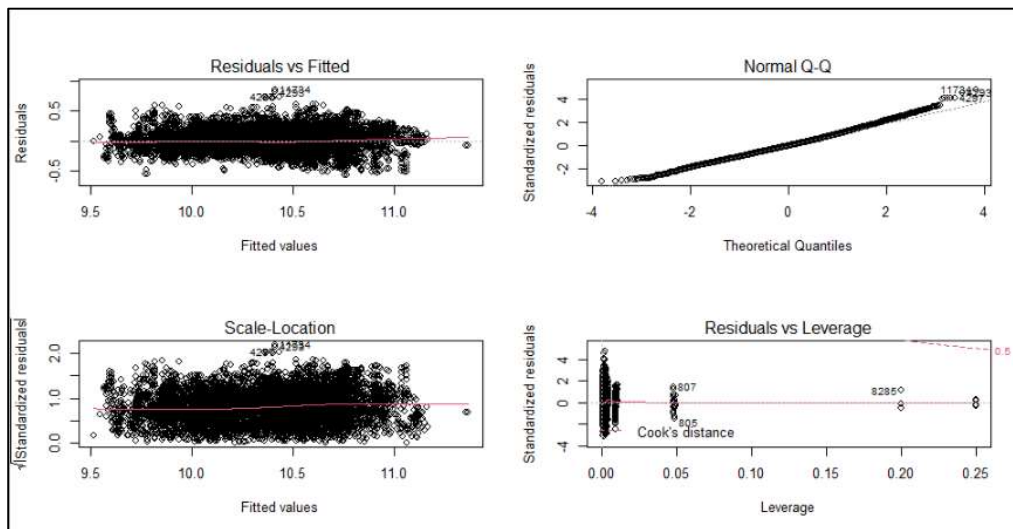 Residuals vs Fitted
Residuals
0.5
-0.5
9.5 10.0 10.5 11.0
Fitted values
Normal Q-Q
Standardized residuals
4
2
0
-2
4297
-4 -2 0 2 4
Theoretical Quantiles
Scale-Location
√|Standardized residuals|
2.0
1.0
0.0
9.5 10.0 10.5 11.0
Fitted values
Residuals vs Leverage
Standardized residuals
4
2
0
-4
807
805
8285
0.5
Cook's distance
0.00 0.05 0.10 0.15 0.20 0.25
Leverage